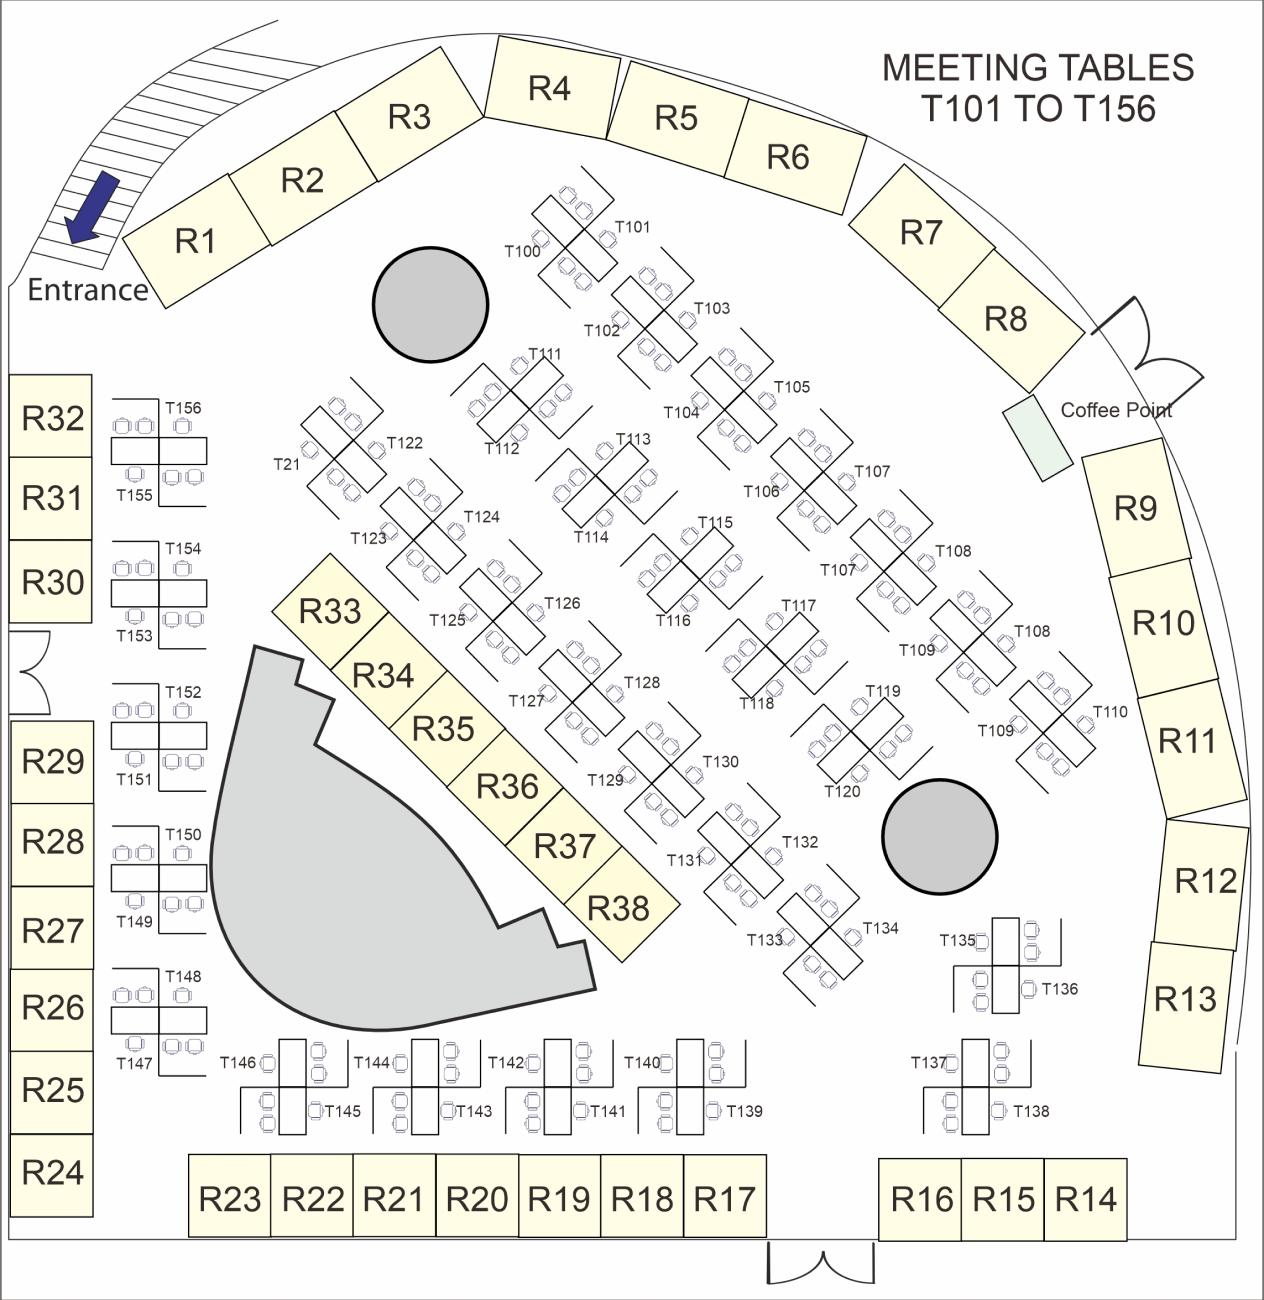 MEETING TABLES
T101 TO T156
Entrance
R1
R2
R3
R4
R5
R6
R7
R8
Coffee Point
R9
R10
R11
R12
R13
R32
R31
R30
R29
R28
R27
R26
R25
R24
R33
R34
R35
R36
R37
R38
R23
R22
R21
R20
R19
R18
R17
R16
R15
R14
T101
T100
T103
T102
T105
T104
T107
T106
T108
T107
T108
T109
T110
T109
T111
T112
T113
T114
T115
T116
T117
T118
T119
T120
T122
T21
T124
T123
T126
T125
T128
T127
T130
T129
T132
T131
T134
T133
T135
T136
T137
T138
T156
T155
T154
T153
T152
T151
T150
T149
T148
T147
T146
T145
T144
T143
T142
T141
T140
T139